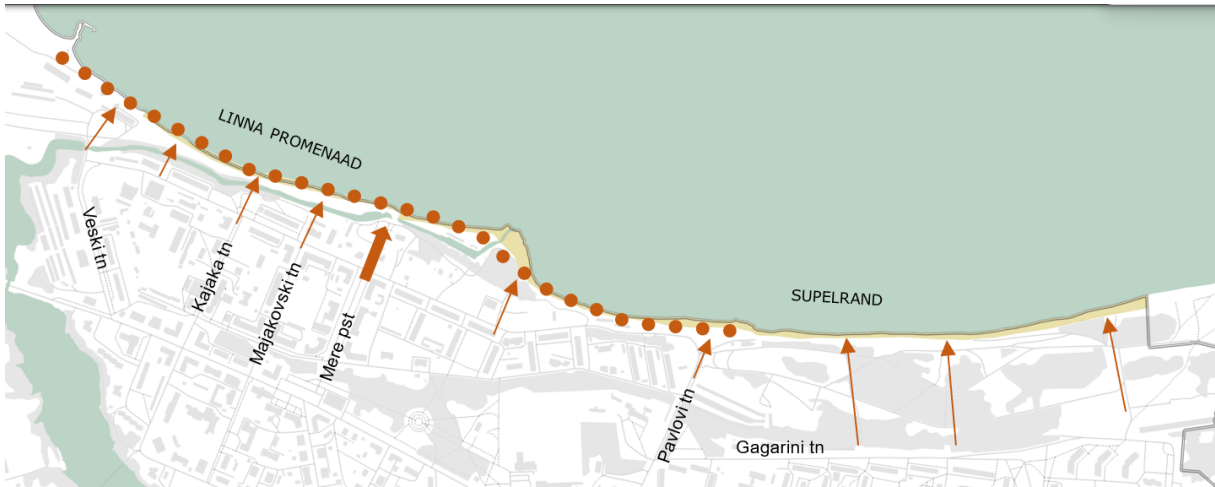 LINNA PROMENAAD
SUPELRAND
Veski tn
Kajaka tn
Majakovski tn
Mere pst
Pavlovi tn
Gagarini tn